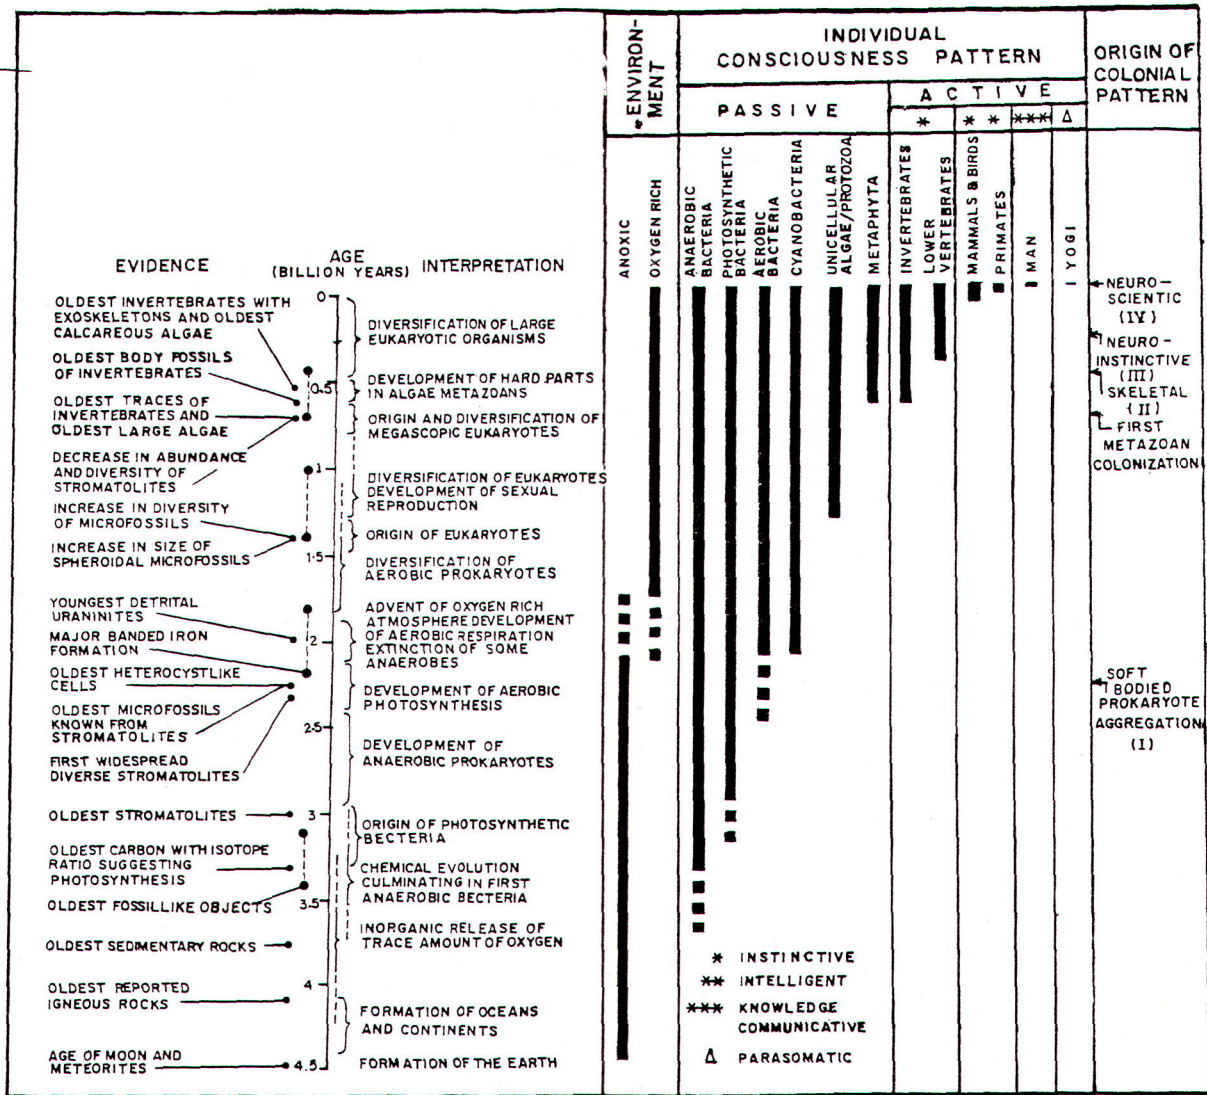 * ENVIRON-
MENT
INDIVIDUAL
CONSCIOUSNESS PATTERN
ORIGIN OF
COLONIAL
PATTERN
PASSIVE
ACTIVE
*
* *
***
Δ
ANOXIC
OXYGEN RICH
ANAEROBIC
BACTERIA
PHOTOSYNTHETIC
BACTERIA
AEROBIC
BACTERIA
CYANOBACTERIA
UNICELLULAR
ALGAE/PROTOZOA
METAPHYTA
INVERTEBRATES
LOWER
VERTEBRATES
MAMMALS & BIRDS
PRIMATES
MAN
YOGI
EVIDENCE
AGE
(BILLION YEARS)
INTERPRETATION
OLDEST INVERTEBRATES WITH
EXOSKELETONS AND OLDEST
CALCAREOUS ALGAE
OLDEST BODY FOSSILS
OF INVERTEBRATES
OLDEST TRACES OF
INVERTEBRATES AND
OLDEST LARGE ALGAE
DECREASE IN ABUNDANCE
AND DIVERSITY OF
STROMATOLITES
INCREASE IN DIVERSITY
OF MICROFOSSILS
INCREASE IN SIZE OF
SPHEROIDAL MICROFOSSILS
YOUNGEST DETRITAL
URANINITES
MAJOR BANDED IRON
FORMATION
OLDEST HETEROCYSTLIKE
CELLS
OLDEST MICROFOSSILS
KNOWN FROM
STROMATOLITES
FIRST WIDESPREAD
DIVERSE STROMATOLITES
OLDEST STROMATOLITES
OLDEST CARBON WITH ISOTOPE
RATIO SUGGESTING
PHOTOSYNTHESIS
OLDEST FOSSILLIKE OBJECTS
OLDEST SEDIMENTARY ROCKS
OLDEST REPORTED
IGNEOUS ROCKS
AGE OF MOON AND
METEORITES
0
0.5
1
1.5
2
2.5
3
3.5
4
4.5
DIVERSIFICATION OF LARGE
EUKARYOTIC ORGANISMS
DEVELOPMENT OF HARD PARTS
IN ALGAE METAZOANS
ORIGIN AND DIVERSIFICATION OF
MEGASCOPIC EUKARYOTES
DIVERSIFICATION OF EUKAYOTES
DEVELOPMENT OF SEXUAL
REPRODUCTION
ORIGIN OF EUKARYOTES
DIVERSIFICATION OF
AEROBIC PROKARYOTES
ADVENT OF OXYGEN RICH
ATMOSPHERE DEVELOPMENT
OF AEROBIC RESPIRATION
EXTINCTION OF SOME
ANAEROBES
DEVELOPMENT OF AEROBIC
PHOTOSYNTHESIS
DEVELOPMENT OF
ANAEROBIC PROKARYOTES
ORIGIN OF PHOTOSYNTHETIC
BECTERIA
CHEMICAL EVOLUTION
CULMINATING IN FIRST
ANAEROBIC BECTERIA
INORGANIC RELEASE OF
TRACE AMOUNT OF OXYGEN
FORMATION OF OCEANS
AND CONTINENTS
FORMATION OF THE EARTH
NEURO-
SCIENTIC
(IV)
NEURO-
INSTINCTIVE
(III)
SKELETAL
(II)
FIRST
METAZOAN
COLONIZATION
SOFT
BODIED
PROKARYOTE
AGGREGATION
(I)
* INSTINCTIVE
** INTELLIGENT
*** KNOWLEDGE
COMMUNICATIVE
Δ PARASOMATIC